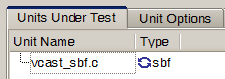 Units Under Test Unit Options
Unit Name Type
vcast_sbf.c sbf